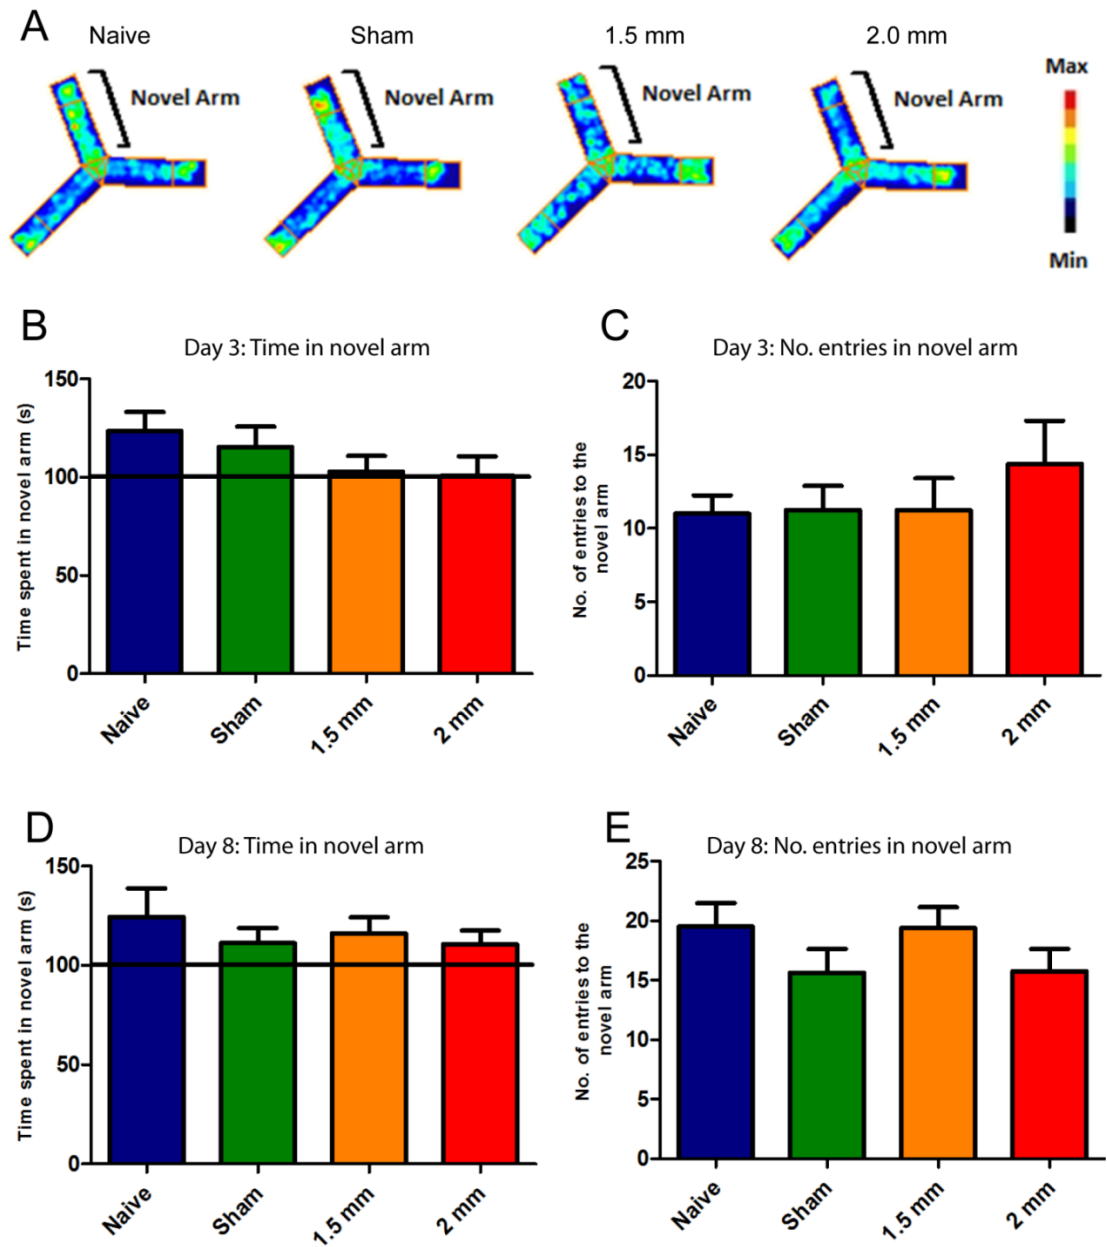 A
Naive
Sham
1.5 mm
2.0 mm
Novel Arm
Novel Arm
Novel Arm
Novel Arm
Max
Min
B
Day 3: Time in novel arm
Time spent in novel arm (s)
150
100
50
0
Naive
Sham
1.5 mm
2 mm
C
Day 3: No. entries in novel arm
No. of entries to the
novel arm
20
15
10
5
0
Naive
Sham
1.5 mm
2 mm
D
Day 8: Time in novel arm
Time spent in novel arm (s)
150
100
50
0
Naive
Sham
1.5 mm
2 mm
E
Day 8: No. entries in novel arm
No. of entries to the
novel arm
25
20
15
10
5
0
Naive
Sham
1.5 mm
2 mm